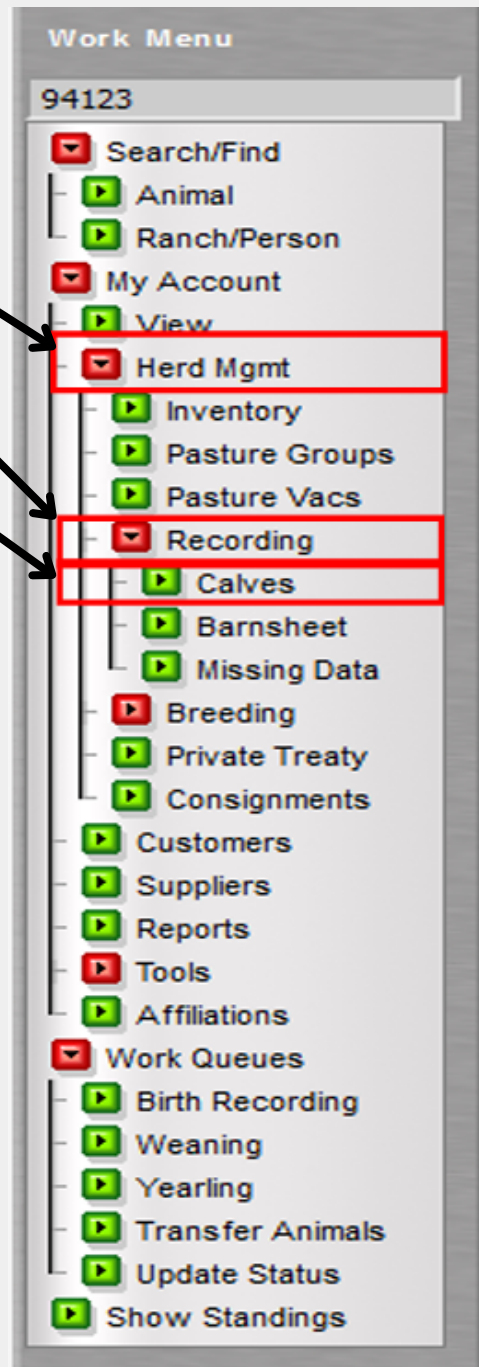 Work Menu
94123
Search/Find
Animal
Ranch/Person
My Account
View
Herd Mgmt
Inventory
Pasture Groups
Pasture Vacs
Recording
Calves
Barnsheet
Missing Data
Breeding
Private Treaty
Consignments
Customers
Suppliers
Reports
Tools
Affiliations
Work Queues
Birth Recording
Weaning
Yearling
Transfer Animals
Update Status
Show Standings